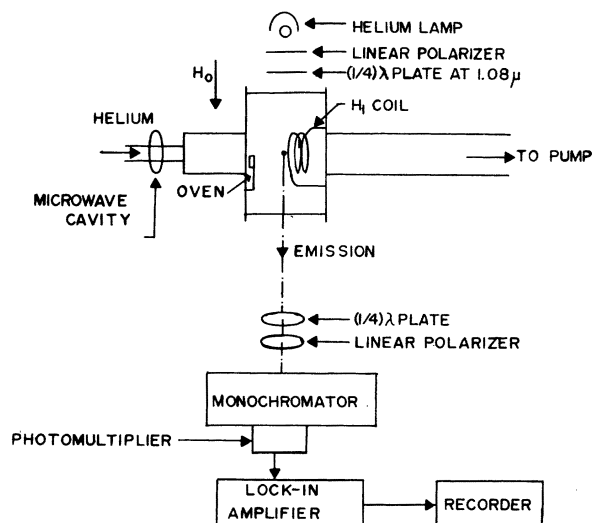 HELIUM LAMP
LINEAR POLARIZER
(1/4)λ PLATE AT 1.08μ
H₀
H₁ COIL
HELIUM
TO PUMP
OVEN
MICROWAVE
CAVITY
EMISSION
(1/4)λ PLATE
LINEAR POLARIZER
MONOCHROMATOR
PHOTOMULTIPLIER
LOCK-IN
AMPLIFIER
RECORDER